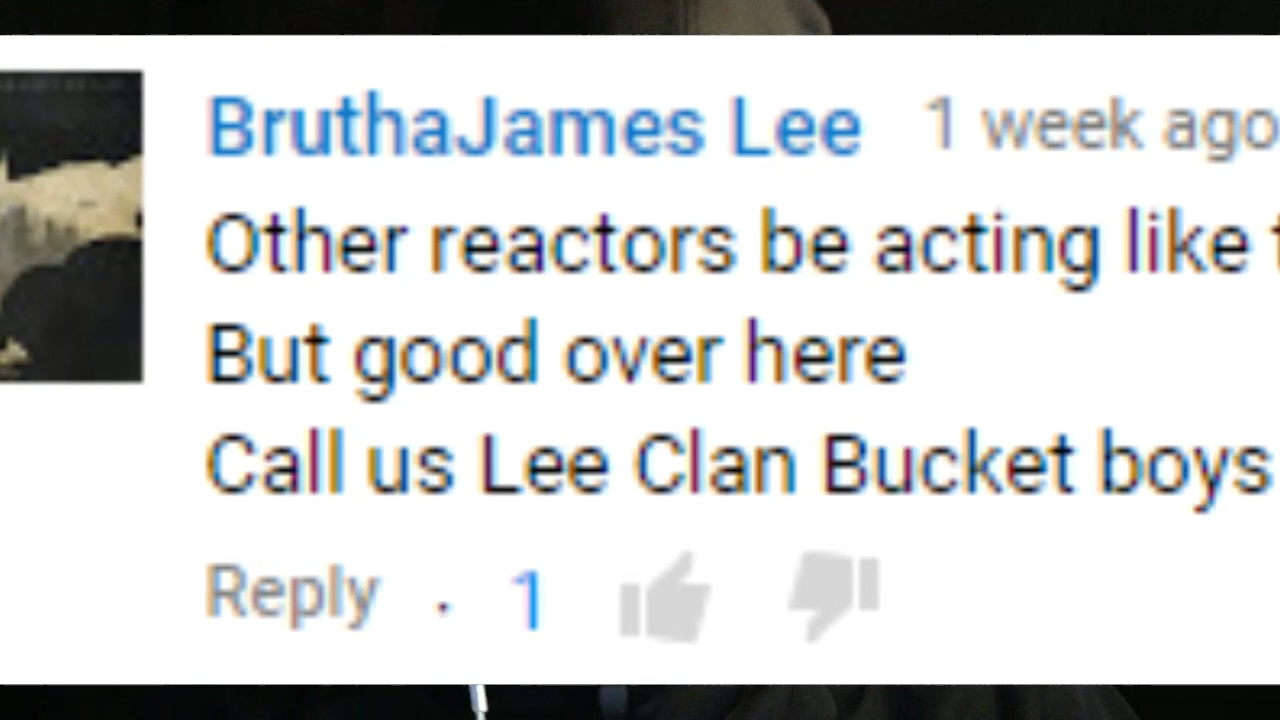 BruthaJames Lee 1 week ago
Other reactors be acting like
But good over here
Call us Lee Clan Bucket boys
Reply · 1